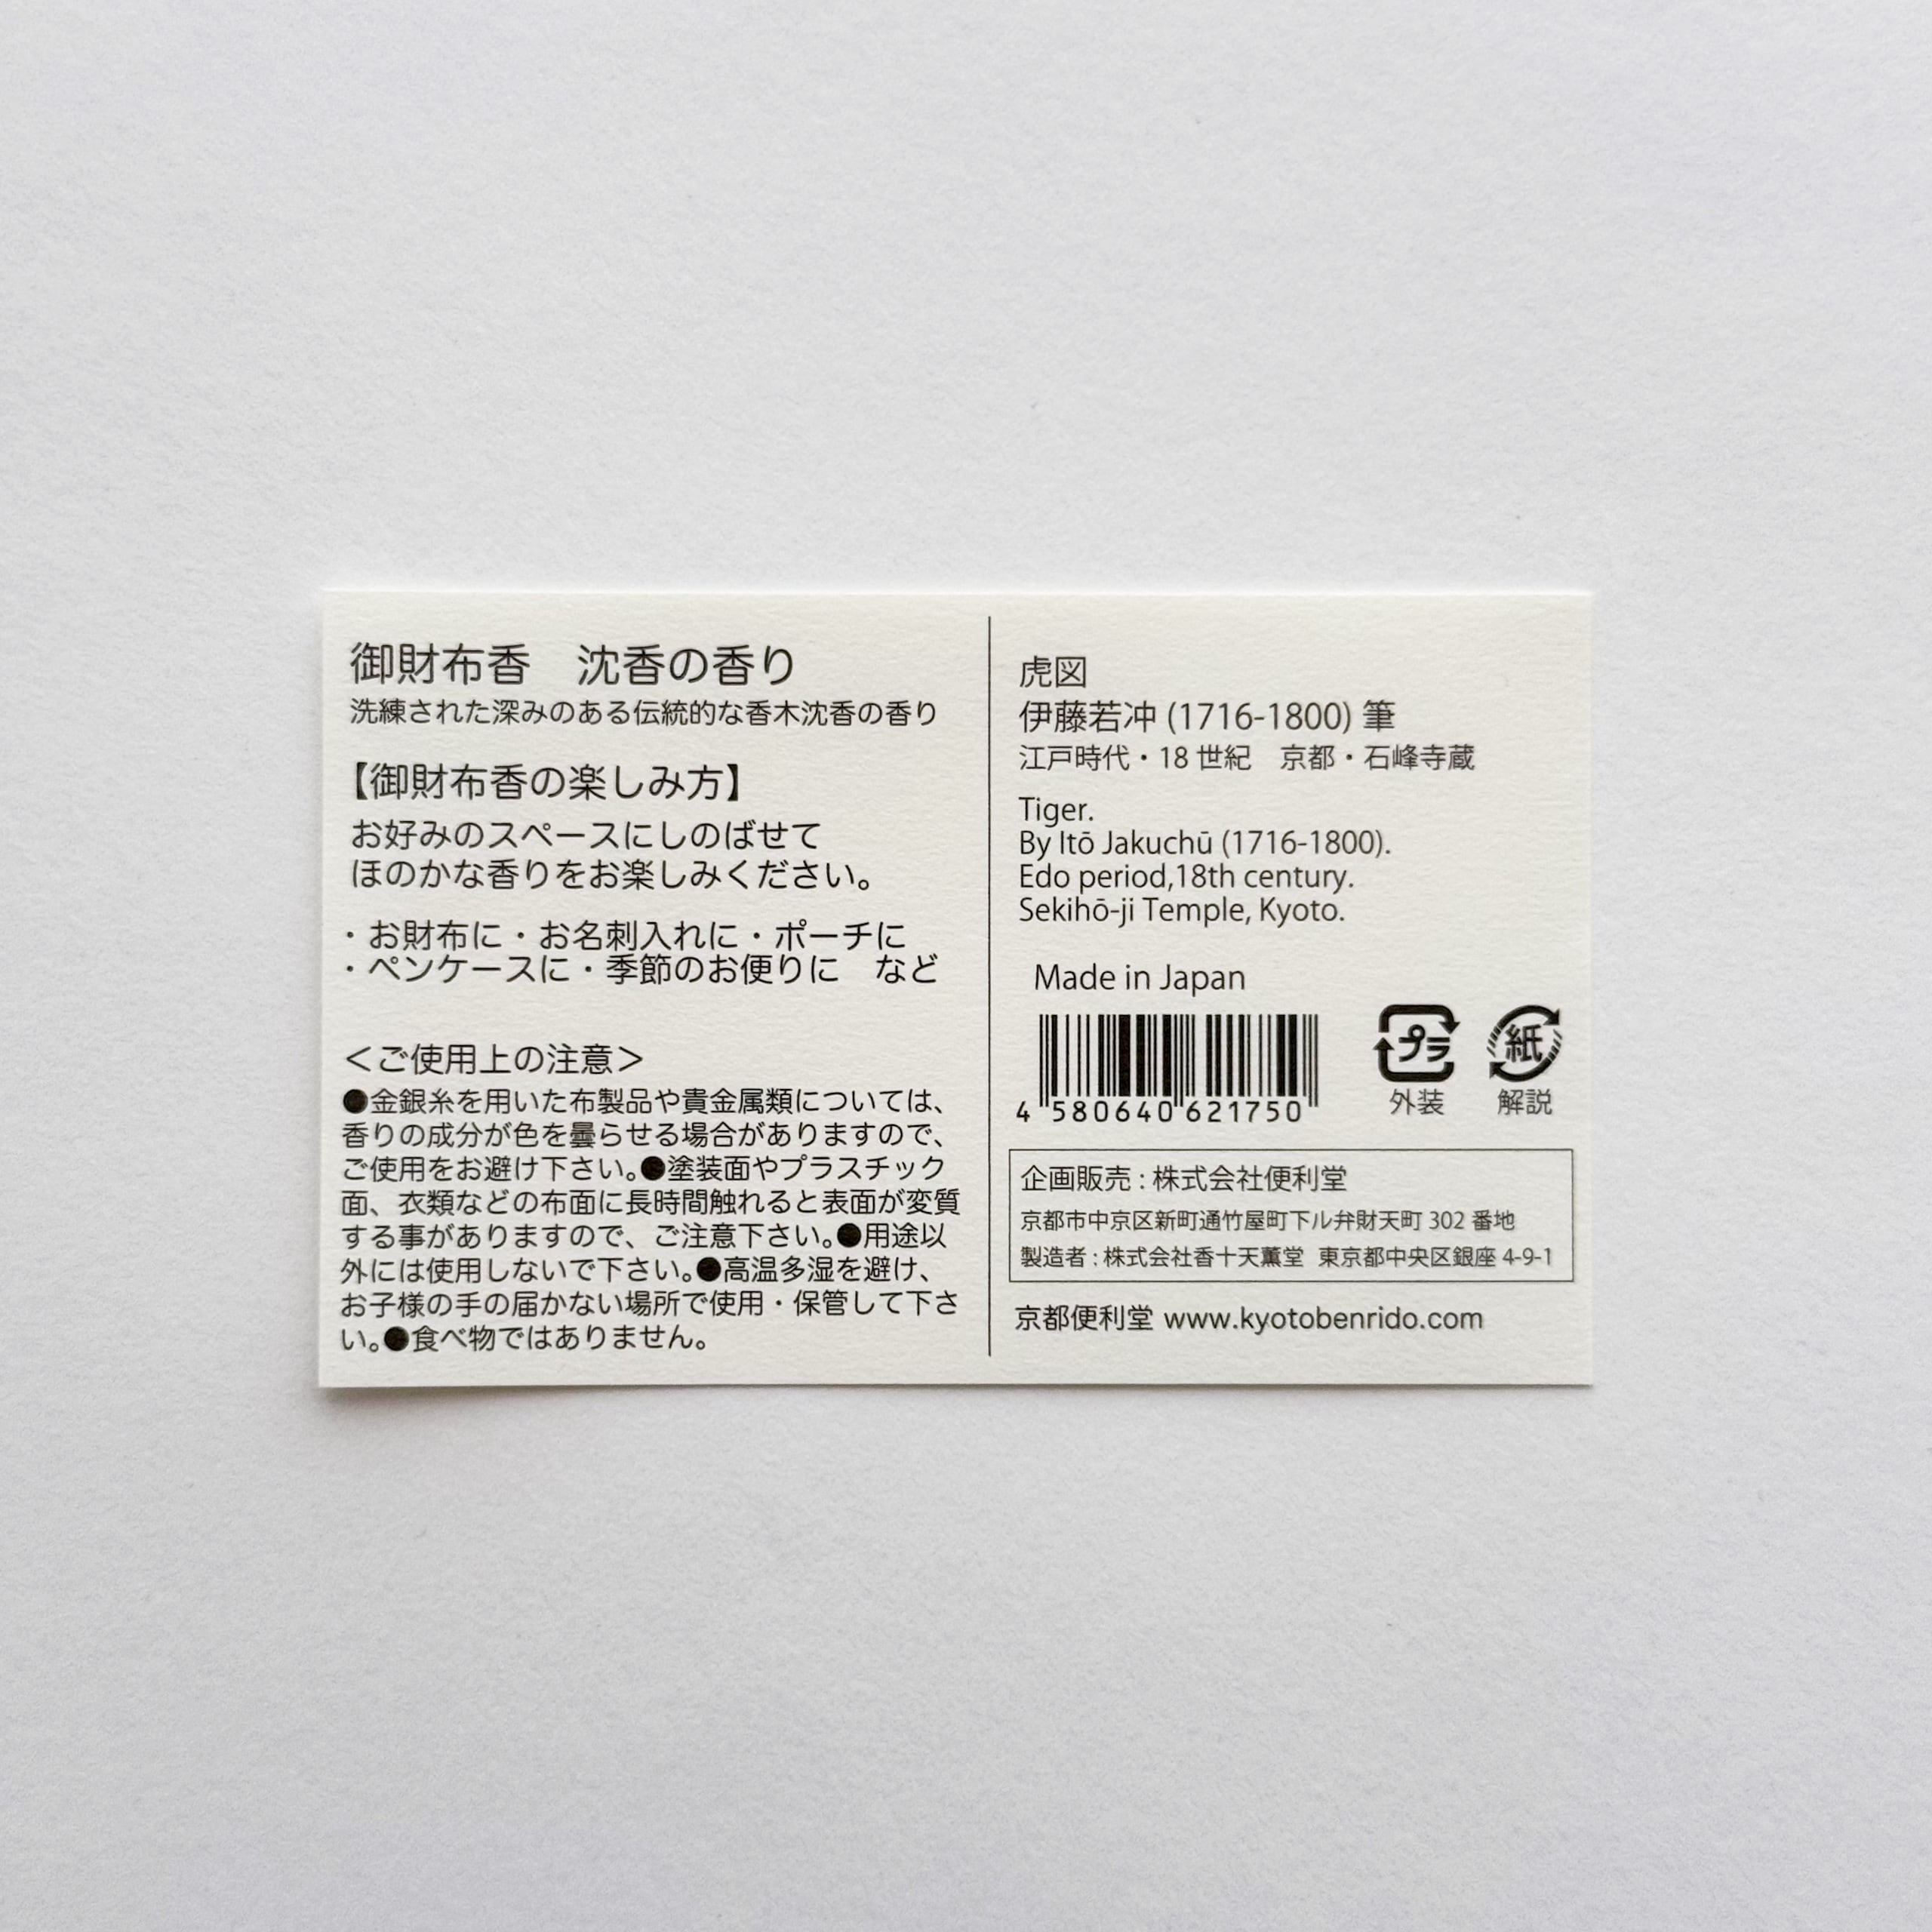 御財布香　沈香の香り
洗練された深みのある伝統的な香木沈香の香り
【御財布香の楽しみ方】
お好みのスペースにしのばせて
ほのかな香りをお楽しみください。
・お財布に・お名刺入れに・ポーチに
・ペンケースに・季節のお便りに　など
＜ご使用上の注意＞
●金銀糸を用いた布製品や貴金属類については、
香りの成分が色を曇らせる場合がありますので、
ご使用をお避け下さい。●塗装面やプラスチック
面、衣類などの布面に長時間触れると表面が変質
する事がありますので、ご注意下さい。●用途以
外には使用しないで下さい。●高温多湿を避け、
お子様の手の届かない場所で使用・保管して下さ
い。●食べ物ではありません。
虎図
伊藤若冲 (1716-1800) 筆
江戸時代・18 世紀　京都・石峰寺蔵
Tiger.
By Itō Jakuchū (1716-1800).
Edo period,18th century.
Sekihō-ji Temple, Kyoto.
Made in Japan
4 580640 621750
プラ
外装
紙
解説
企画販売 : 株式会社便利堂
京都市中京区新町通竹屋町下ル弁財天町 302 番地
製造者 : 株式会社香十天薫堂　東京都中央区銀座 4-9-1
京都便利堂 www.kyotobenrido.com